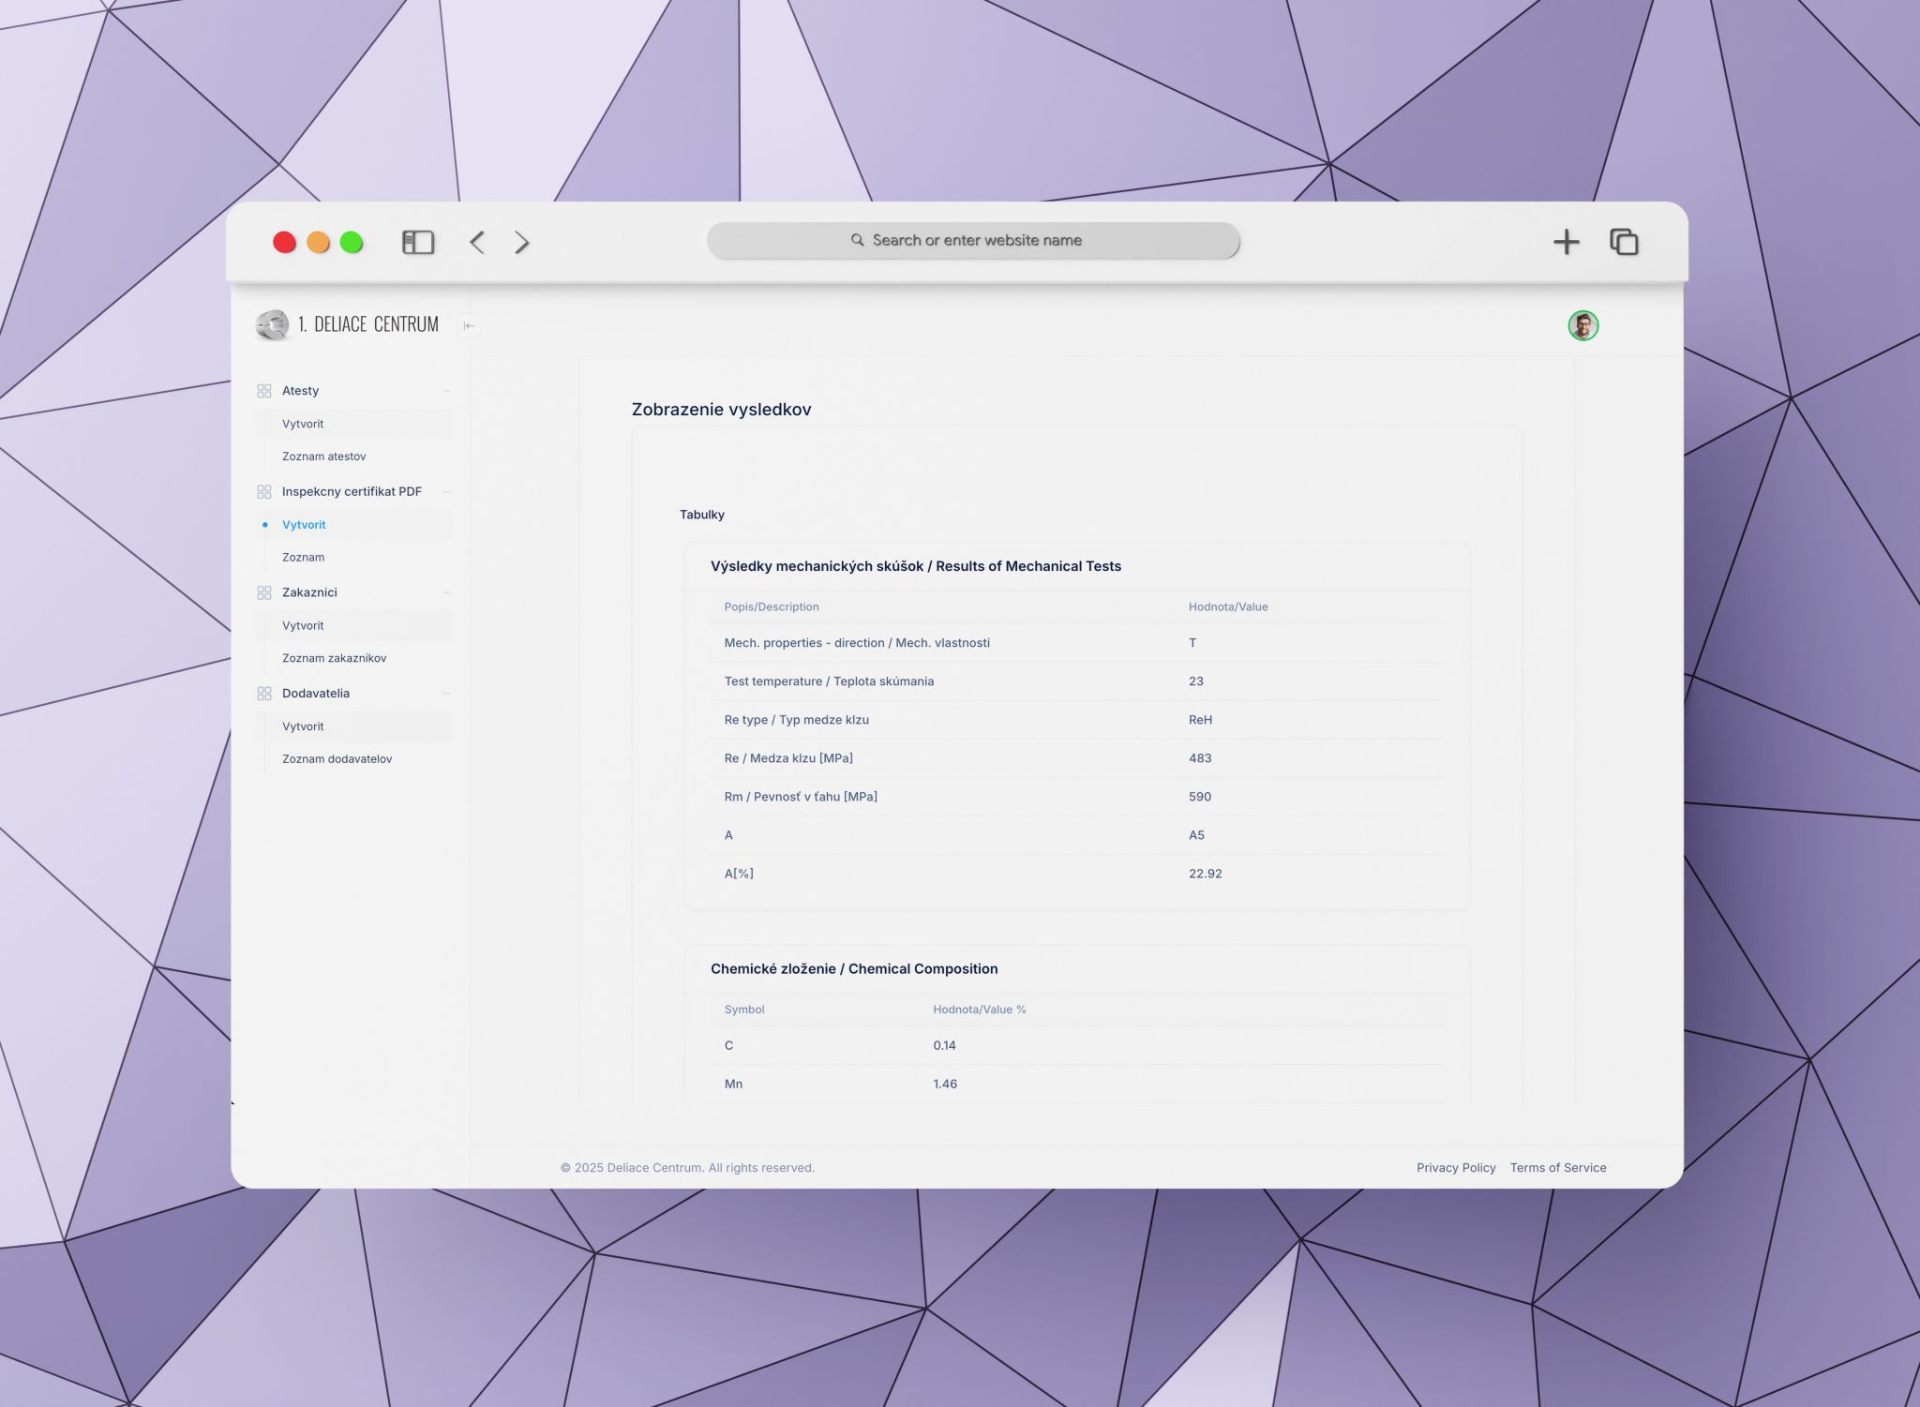 Search or enter website name
1. DELIACE CENTRUM
Atesty
Vytvorit
Zoznam atestov
Inspekcny certifikat PDF
Vytvorit
Zoznam
Zakaznici
Vytvorit
Zoznam zakaznikov
Dodavatelia
Vytvorit
Zoznam dodavatelov
Zobrazenie vysledkov
Tabulky
Výsledky mechanických skúšok / Results of Mechanical Tests
Popis/Description Hodnota/Value
Mech. properties - direction / Mech. vlastnosti T
Test temperature / Teplota skúmania 23
Re type / Typ medze klzu ReH
Re / Medza klzu [MPa] 483
Rm / Pevnosť v ťahu [MPa] 590
A A5
A[%] 22.92
Chemické zloženie / Chemical Composition
Symbol Hodnota/Value %
C 0.14
Mn 1.46
© 2025 Deliace Centrum. All rights reserved. Privacy Policy Terms of Service